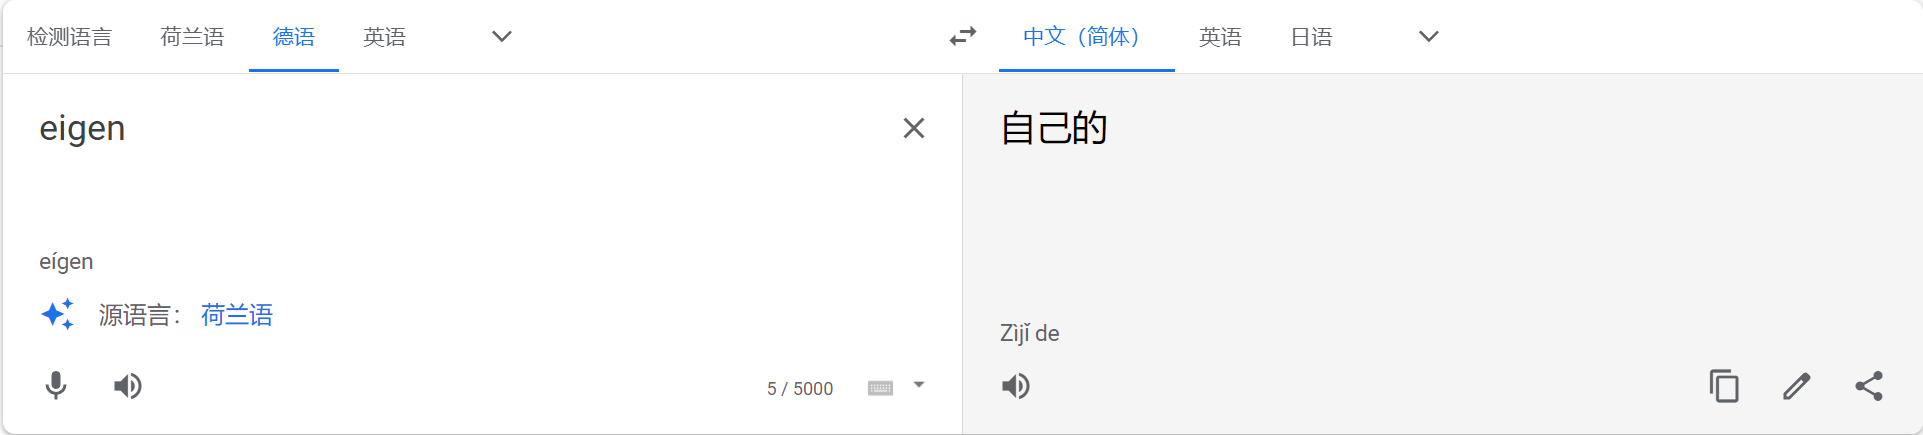 检测语言 荷兰语 德语 英语 中文（简体） 英语 日语
eigen
自己的
eígen
源语言： 荷兰语
Zìjǐ de
5 / 5000